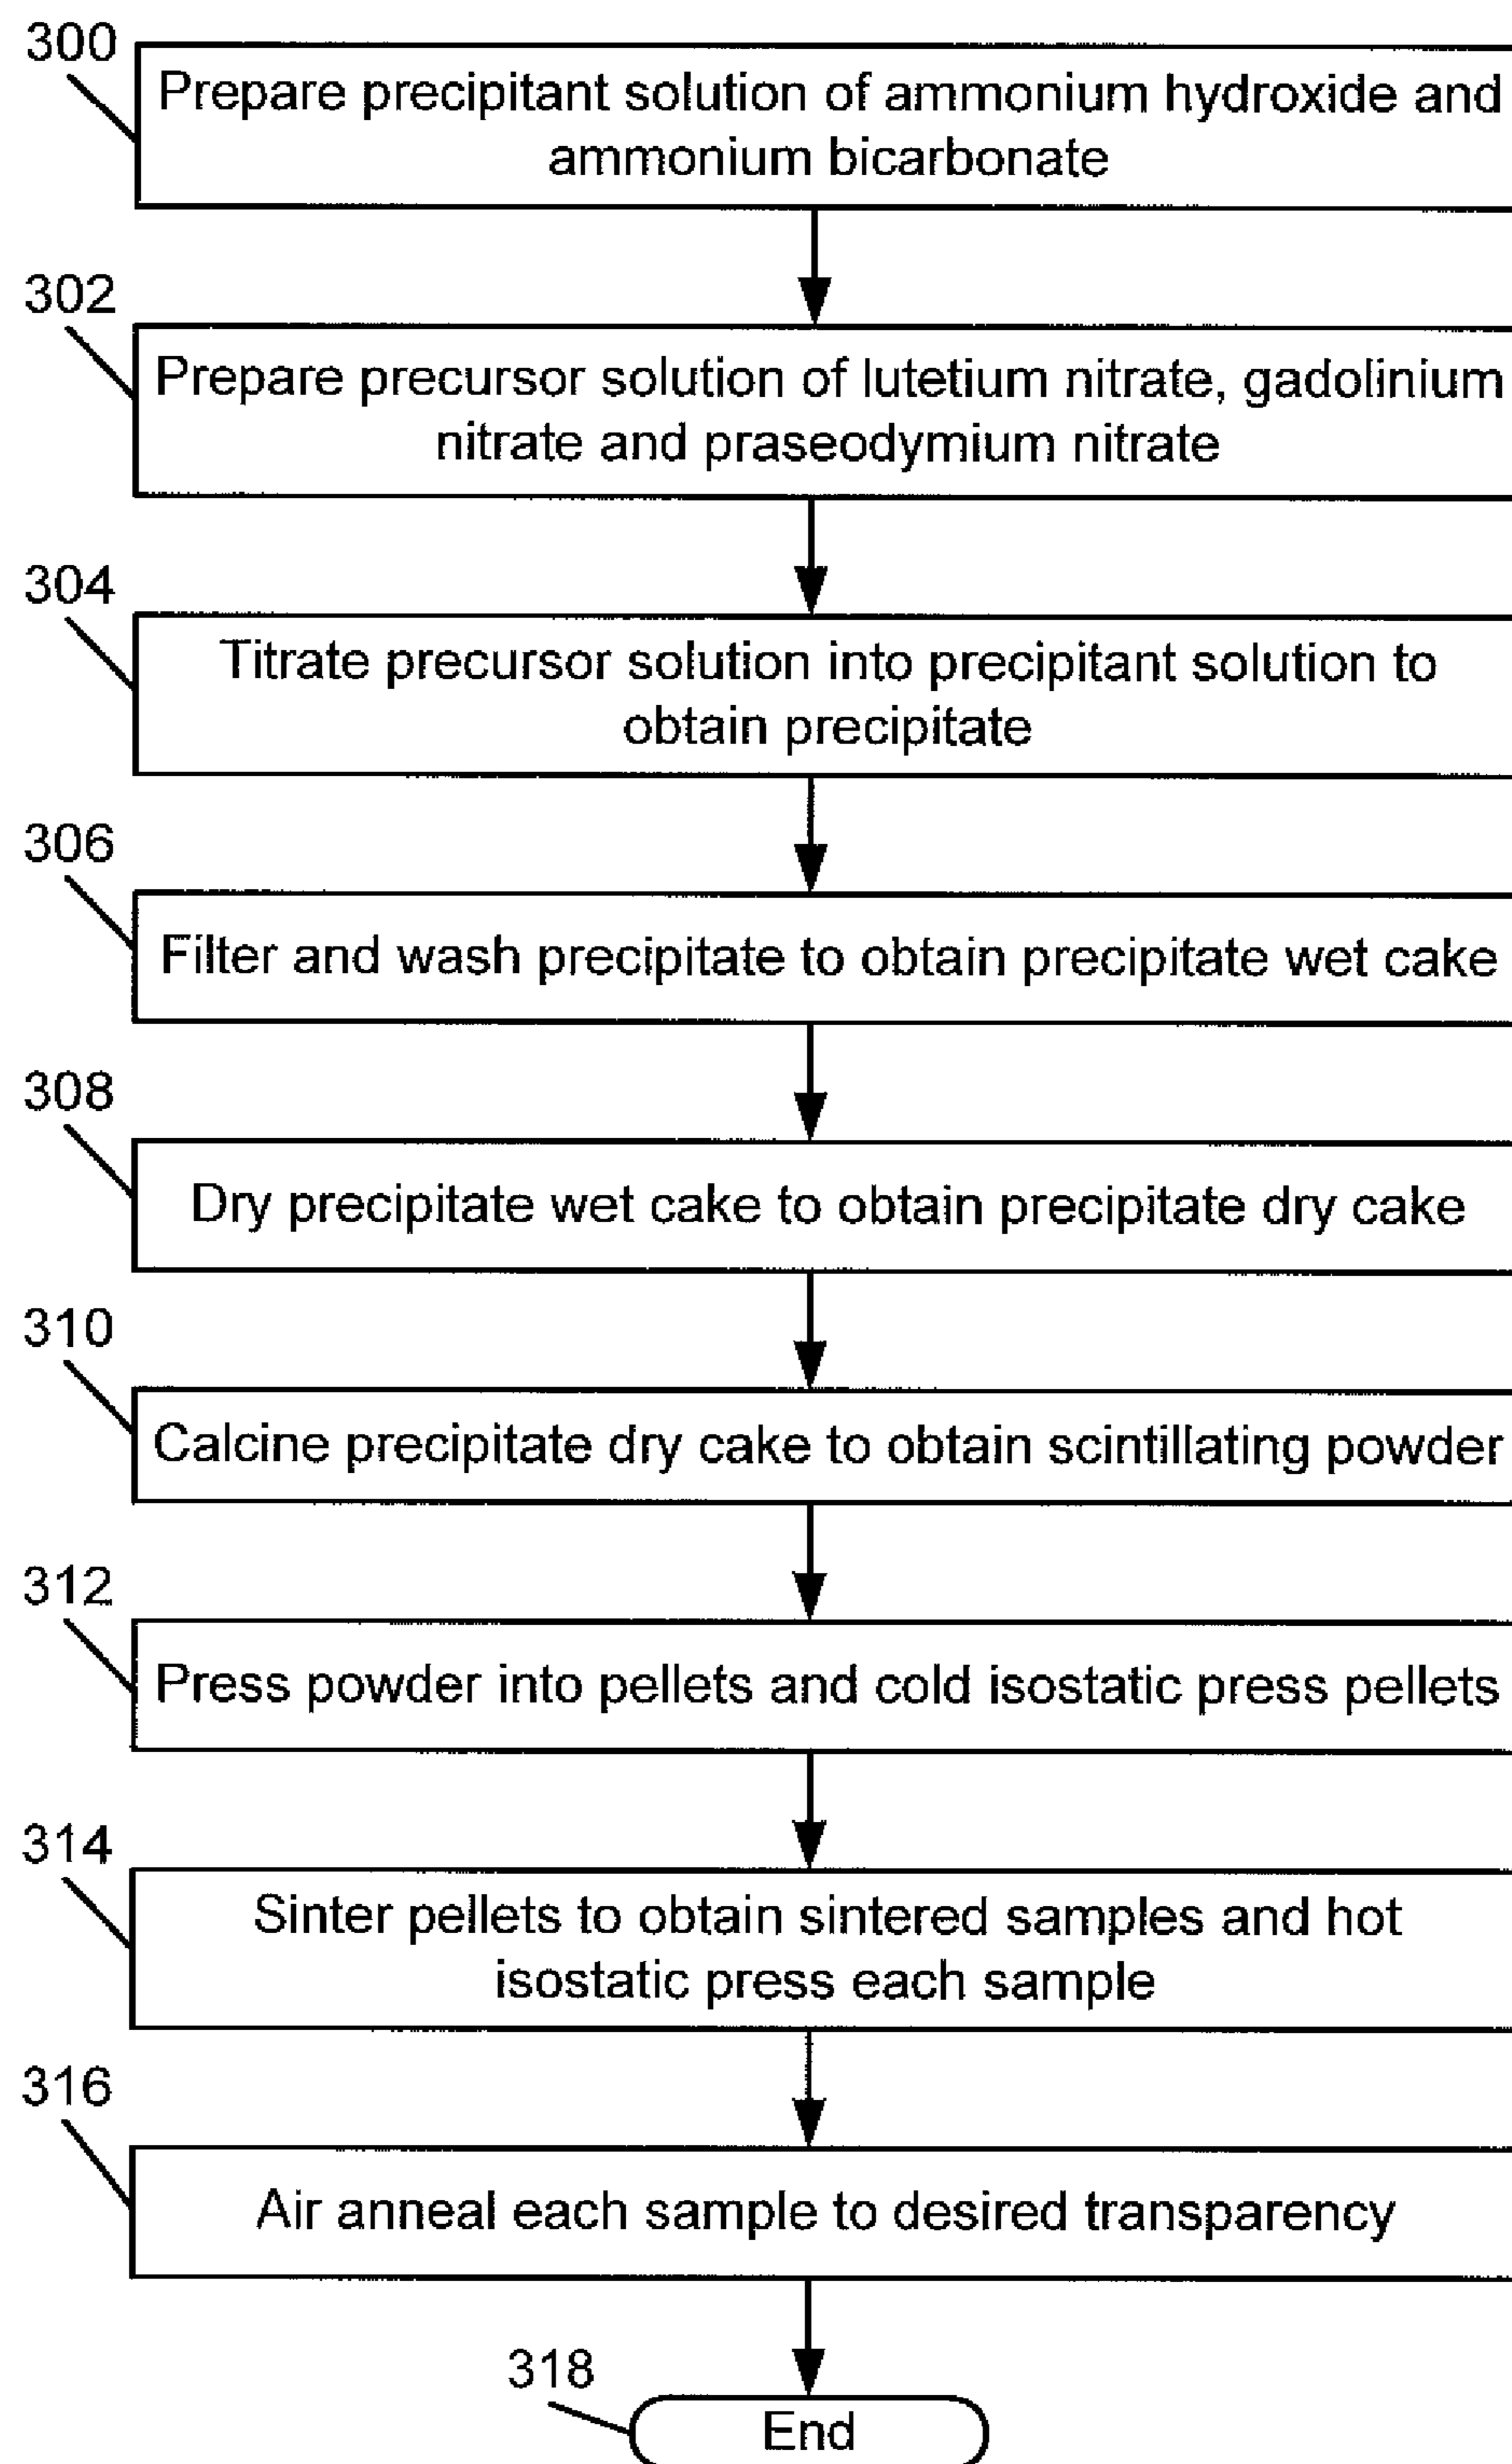 300
Prepare precipitant solution of ammonium hydroxide and
ammonium bicarbonate
302
Prepare precursor solution of lutetium nitrate, gadolinium
nitrate and praseodymium nitrate
304
Titrate precursor solution into precipitant solution to
obtain precipitate
306
Filter and wash precipitate to obtain precipitate wet cake
308
Dry precipitate wet cake to obtain precipitate dry cake
310
Calcine precipitate dry cake to obtain scintillating powder
312
Press powder into pellets and cold isostatic press pellets
314
Sinter pellets to obtain sintered samples and hot
isostatic press each sample
316
Air anneal each sample to desired transparency
318
End